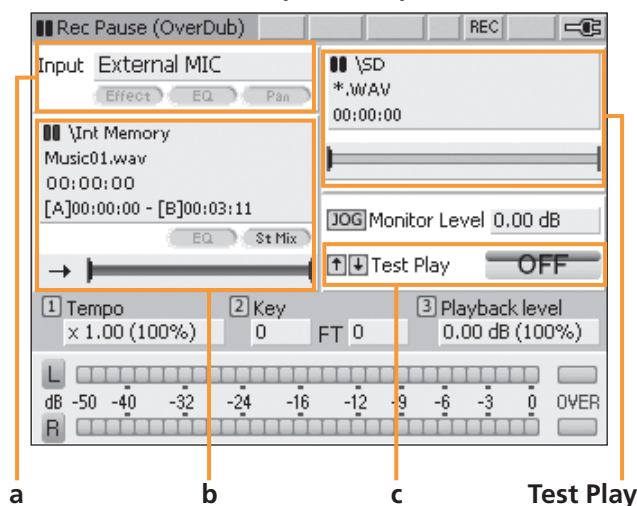 Rec Pause (OverDub) REC
Input External MIC
Effect EQ Pan
\Int Memory
Music01.wav
00:00:00
[A]00:00:00 - [B]00:03:11
EQ St Mix
→
\SD
*.WAV
00:00:00
JOG Monitor Level 0.00 dB
↑ ↓ Test Play OFF
1 Tempo 2 Key 3 Playback level
x 1.00 (100%) 0 FT 0 0.00 dB (100%)
L
dB -50 -40 -32 -24 -16 -12 -9 -6 -3 0 OVER
R
a b c Test Play